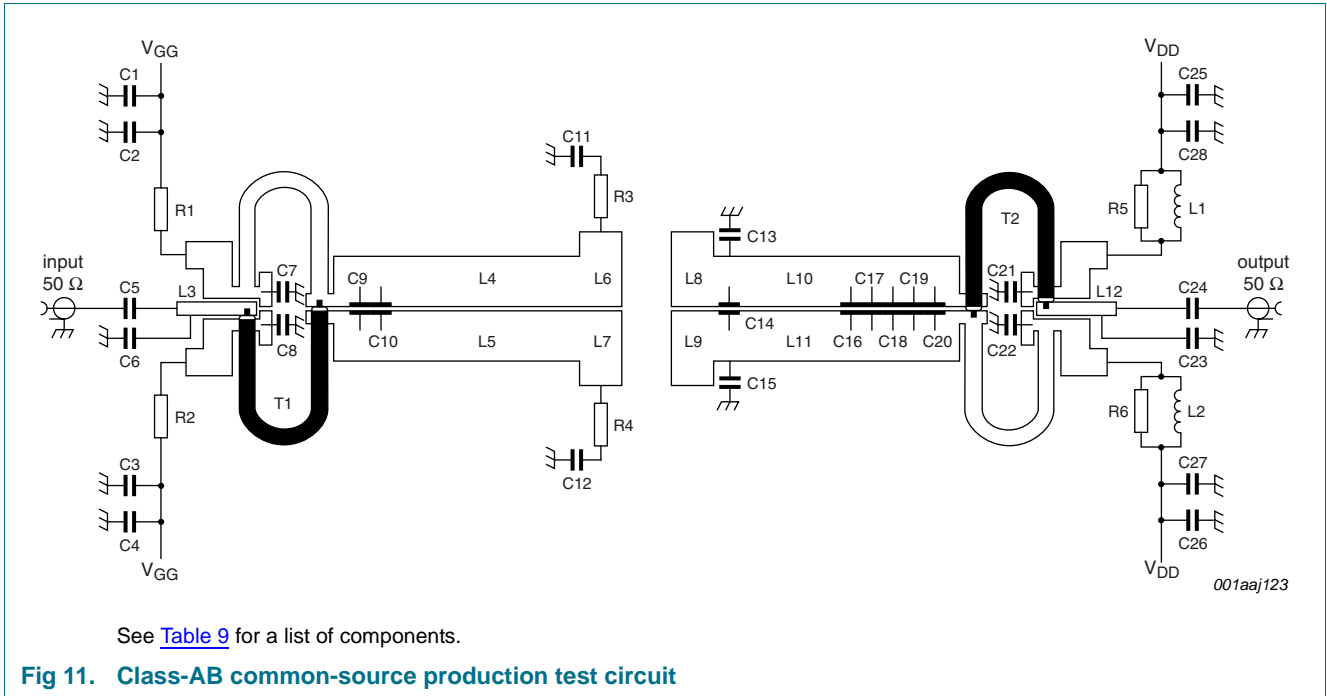 VGG
C1
C2
R1
input
50 Ω
C5
L3
C6
R2
C3
C4
VGG
C7
C8
T1
C9
C10
L4
L5
C11
R3
L6
L7
R4
C12
VDD
C25
C28
R5
L1
T2
C13
L8
L10
C17
C19
C21
L12
C24
output
50 Ω
C14
L9
L11
C16
C18
C20
C22
C23
C15
R6
L2
C27
C26
VDD
001aaj123
See Table 9 for a list of components.
Fig 11. Class-AB common-source production test circuit